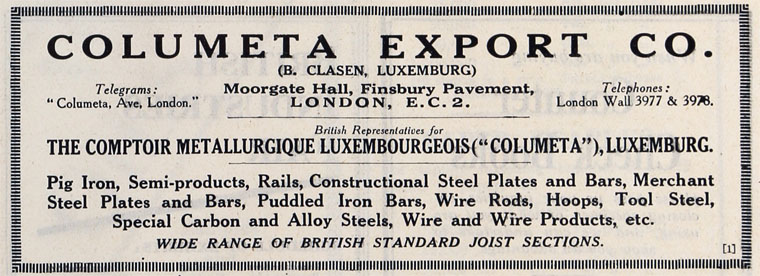 COLUMETA EXPORT CO.
(B. CLASEN, LUXEMBURG)
Telegrams:
"Columeta, Ave, London."
Moorgate Hall, Finsbury Pavement,
LONDON, E.C. 2.
Telephones:
London Wall 3977 & 3978.
British Representatives for
THE COMPTOIR METALLURGIQUE LUXEMBOURGEOIS ("COLUMETA"), LUXEMBURG.
Pig Iron, Semi-products, Rails, Constructional Steel Plates and Bars, Merchant
Steel Plates and Bars, Puddled Iron Bars, Wire Rods, Hoops, Tool Steel,
Special Carbon and Alloy Steels, Wire and Wire Products, etc.
WIDE RANGE OF BRITISH STANDARD JOIST SECTIONS.
[1]